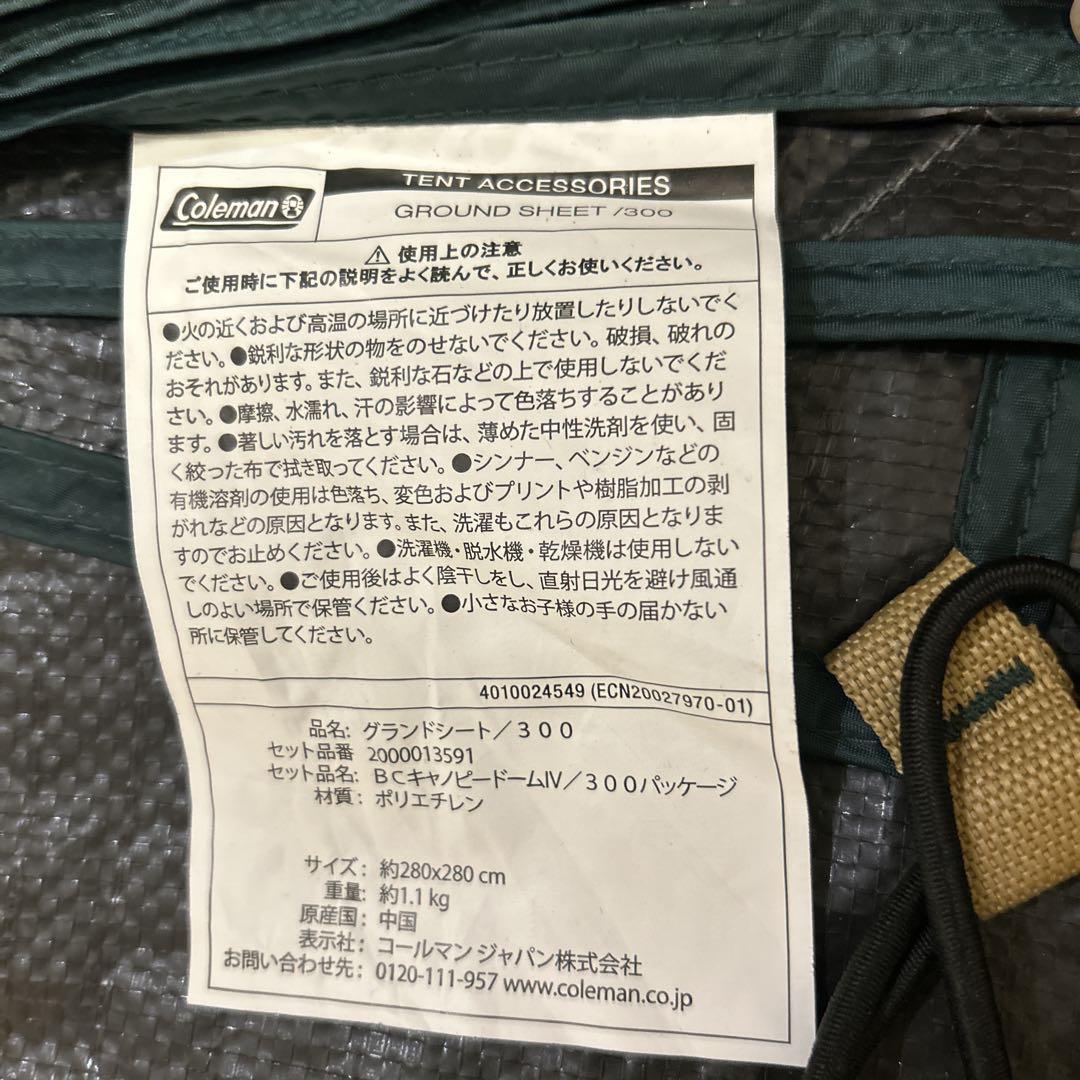 Coleman
TENT ACCESSORIES
GROUND SHEET /300
⚠ 使用上の注意
ご使用時に下記の説明をよく読んで、正しくお使いください。
●火の近くおよび高温の場所に近づけたり放置したりしないでく
ださい。●鋭利な形状の物をのせないでください。破損、破れの
おそれがあります。また、鋭利な石などの上で使用しないでくだ
さい。●摩擦、水濡れ、汗の影響によって色落ちすることがあり
ます。●著しい汚れを落とす場合は、薄めた中性洗剤を使い、固
く絞った布で拭き取ってください。●シンナー、ベンジンなどの
有機溶剤の使用は色落ち、変色およびプリントや樹脂加工の剥
がれなどの原因となります。また、洗濯もこれらの原因となりま
すのでお止めください。●洗濯機・脱水機・乾燥機は使用しない
でください。●ご使用後はよく陰干しをし、直射日光を避け風通
しのよい場所で保管ください。●小さなお子様の手の届かない
所に保管してください。
4010024549 (ECN20027970-01)
品名: グランドシート／３００
セット品番 2000013591
セット品名: ＢＣキャノピードームⅣ／３００パッケージ
材質: ポリエチレン
サイズ: 約280x280 cm
重量: 約1.1 kg
原産国: 中国
表示社: コールマン ジャパン株式会社
お問い合わせ先: 0120-111-957 www.coleman.co.jp